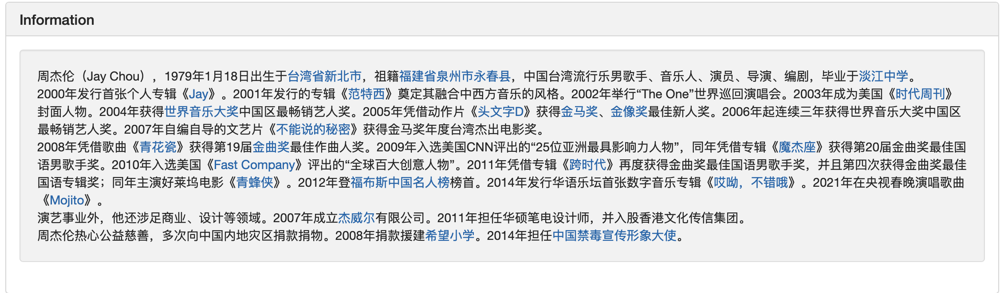 Information
周杰伦（Jay Chou），1979年1月18日出生于台湾省新北市，祖籍福建省泉州市永春县，中国台湾流行乐男歌手、音乐人、演员、导演、编剧，毕业于淡江中学。
2000年发行首张个人专辑《Jay》。2001年发行的专辑《范特西》奠定其融合中西方音乐的风格。2002年举行“The One”世界巡回演唱会。2003年成为美国《时代周刊》
封面人物。2004年获得世界音乐大奖中国区最畅销艺人奖。2005年凭借动作片《头文字D》获得金马奖、金像奖最佳新人奖。2006年起连续三年获得世界音乐大奖中国区
最畅销艺人奖。2007年自编自导的文艺片《不能说的秘密》获得金马奖年度台湾杰出电影奖。
2008年凭借歌曲《青花瓷》获得第19届金曲奖最佳作曲人奖。2009年入选美国CNN评出的“25位亚洲最具影响力人物”，同年凭借专辑《魔杰座》获得第20届金曲奖最佳国
语男歌手奖。2010年入选美国《Fast Company》评出的“全球百大创意人物”。2011年凭借专辑《跨时代》再度获得金曲奖最佳国语男歌手奖，并且第四次获得金曲奖最佳
国语专辑奖；同年主演好莱坞电影《青蜂侠》。2012年登福布斯中国名人榜榜首。2014年发行华语乐坛首张数字音乐专辑《哎呦，不错哦》。2021年在央视春晚演唱歌曲
《Mojito》。
演艺事业外，他还涉足商业、设计等领域。2007年成立杰威尔有限公司。2011年担任华硕笔电设计师，并入股香港文化传信集团。
周杰伦热心公益慈善，多次向中国内地灾区捐款捐物。2008年捐款援建希望小学。2014年担任中国禁毒宣传形象大使。